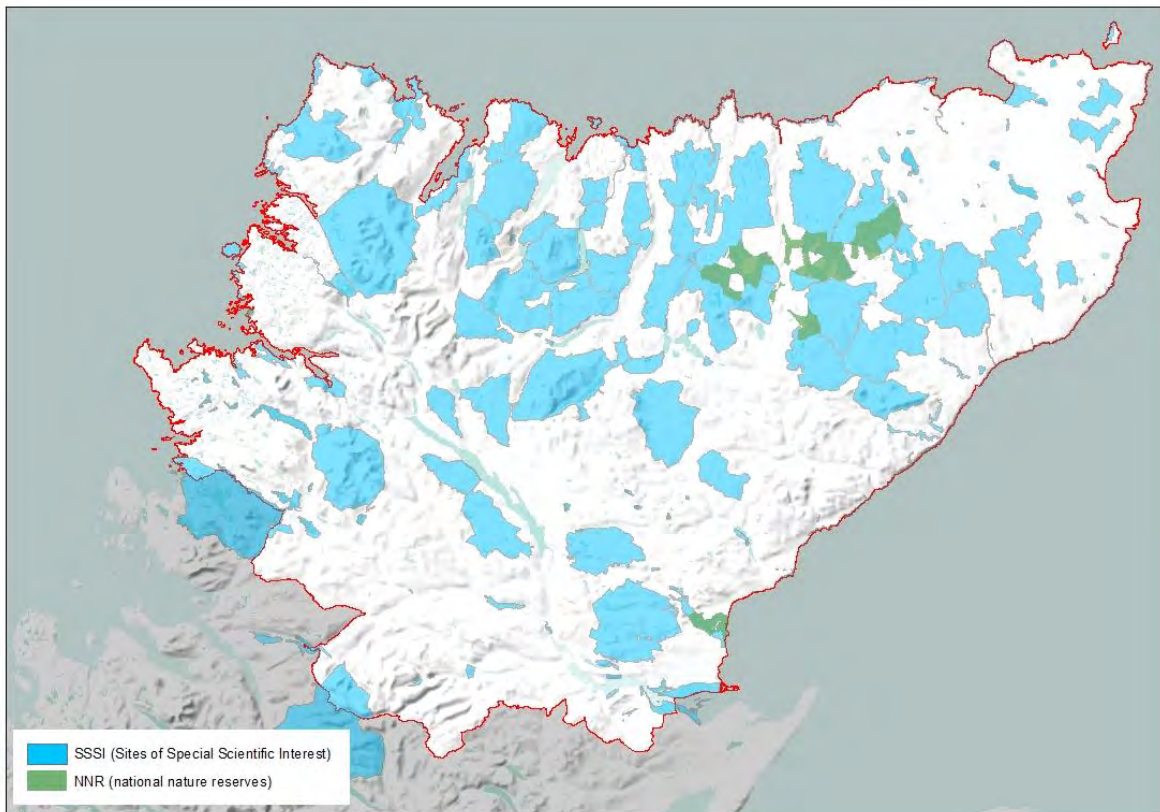 SSSI (Sites of Special Scientific Interest)
NNR (national nature reserves)